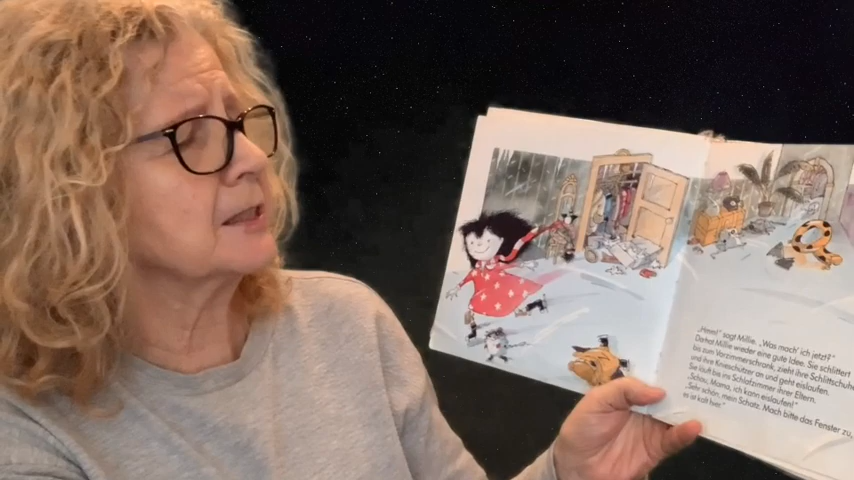 „Hmm!" sagt Millie. „Was mach' ich jetzt?"
Da hat Millie wieder eine gute Idee. Sie schlittert
bis zum Vorzimmerschrank, zieht ihre Schlittschuhe
und ihre Knieschützer an und geht eislaufen.
Sie läuft bis ins Schlafzimmer ihrer Eltern.
„Schau, Mama, ich kann eislaufen!"
„Sehr schön, mein Schatz. Mach bitte das Fenster zu,
es ist kalt hier."